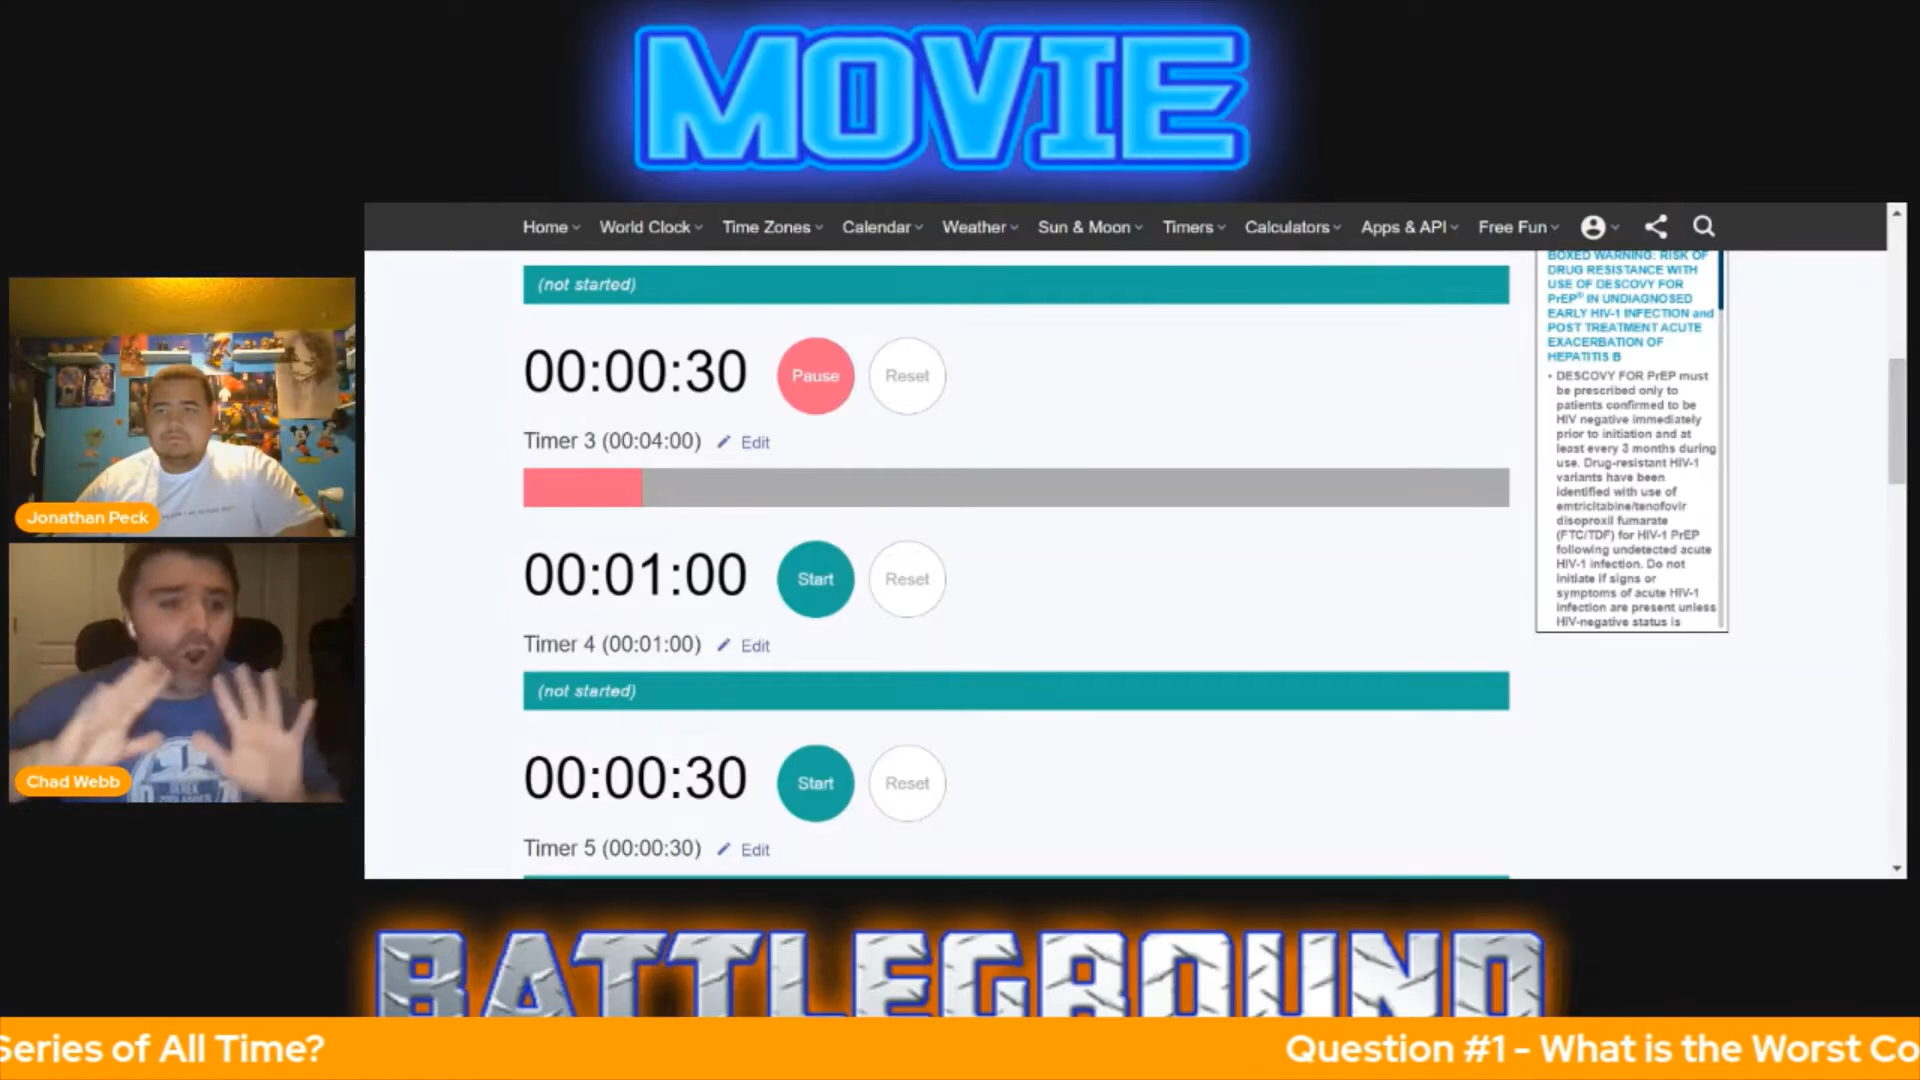 MOVIE
Home World Clock Time Zones Calendar Weather Sun & Moon Timers Calculators Apps & API Free Fun
(not started)
00:00:30 Pause Reset
Timer 3 (00:04:00) Edit
00:01:00 Start Reset
Timer 4 (00:01:00) Edit
(not started)
00:00:30 Start Reset
Timer 5 (00:00:30) Edit
BOXED WARNING: RISK OF
DRUG RESISTANCE WITH
USE OF DESCOVY FOR
PrEP® IN UNDIAGNOSED
EARLY HIV-1 INFECTION and
POST TREATMENT ACUTE
EXACERBATION OF
HEPATITIS B
• DESCOVY FOR PrEP must
be prescribed only to
patients confirmed to be
HIV negative immediately
prior to initiation and at
least every 3 months during
use. Drug-resistant HIV-1
variants have been
identified with use of
emtricitabine/tenofovir
disoproxil fumarate
(FTC/TDF) for HIV-1 PrEP
following undetected acute
HIV-1 infection. Do not
initiate if signs or
symptoms of acute HIV-1
infection are present unless
HIV-negative status is
Jonathan Peck
DEREK
Chad Webb
BATTLEGROUND
Series of All Time?
Question #1 - What is the Worst Co